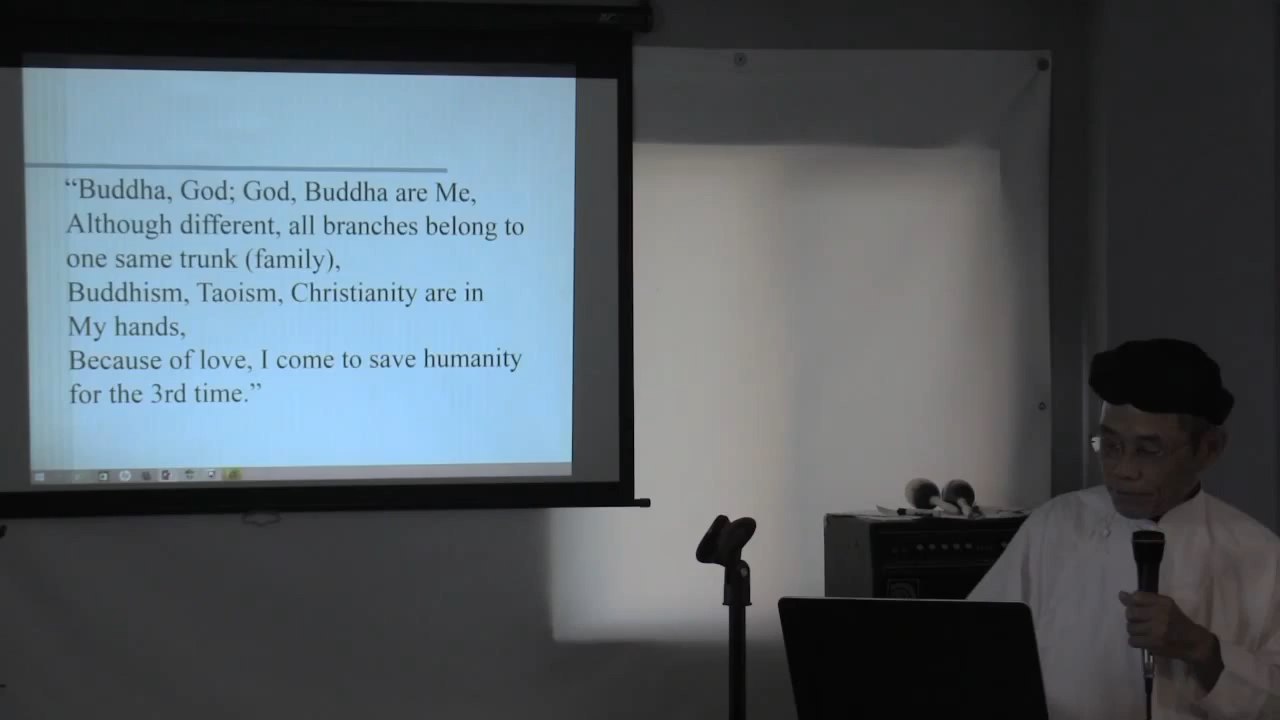 “Buddha, God; God, Buddha are Me,
Although different, all branches belong to
one same trunk (family),
Buddhism, Taoism, Christianity are in
My hands,
Because of love, I come to save humanity
for the 3rd time.”